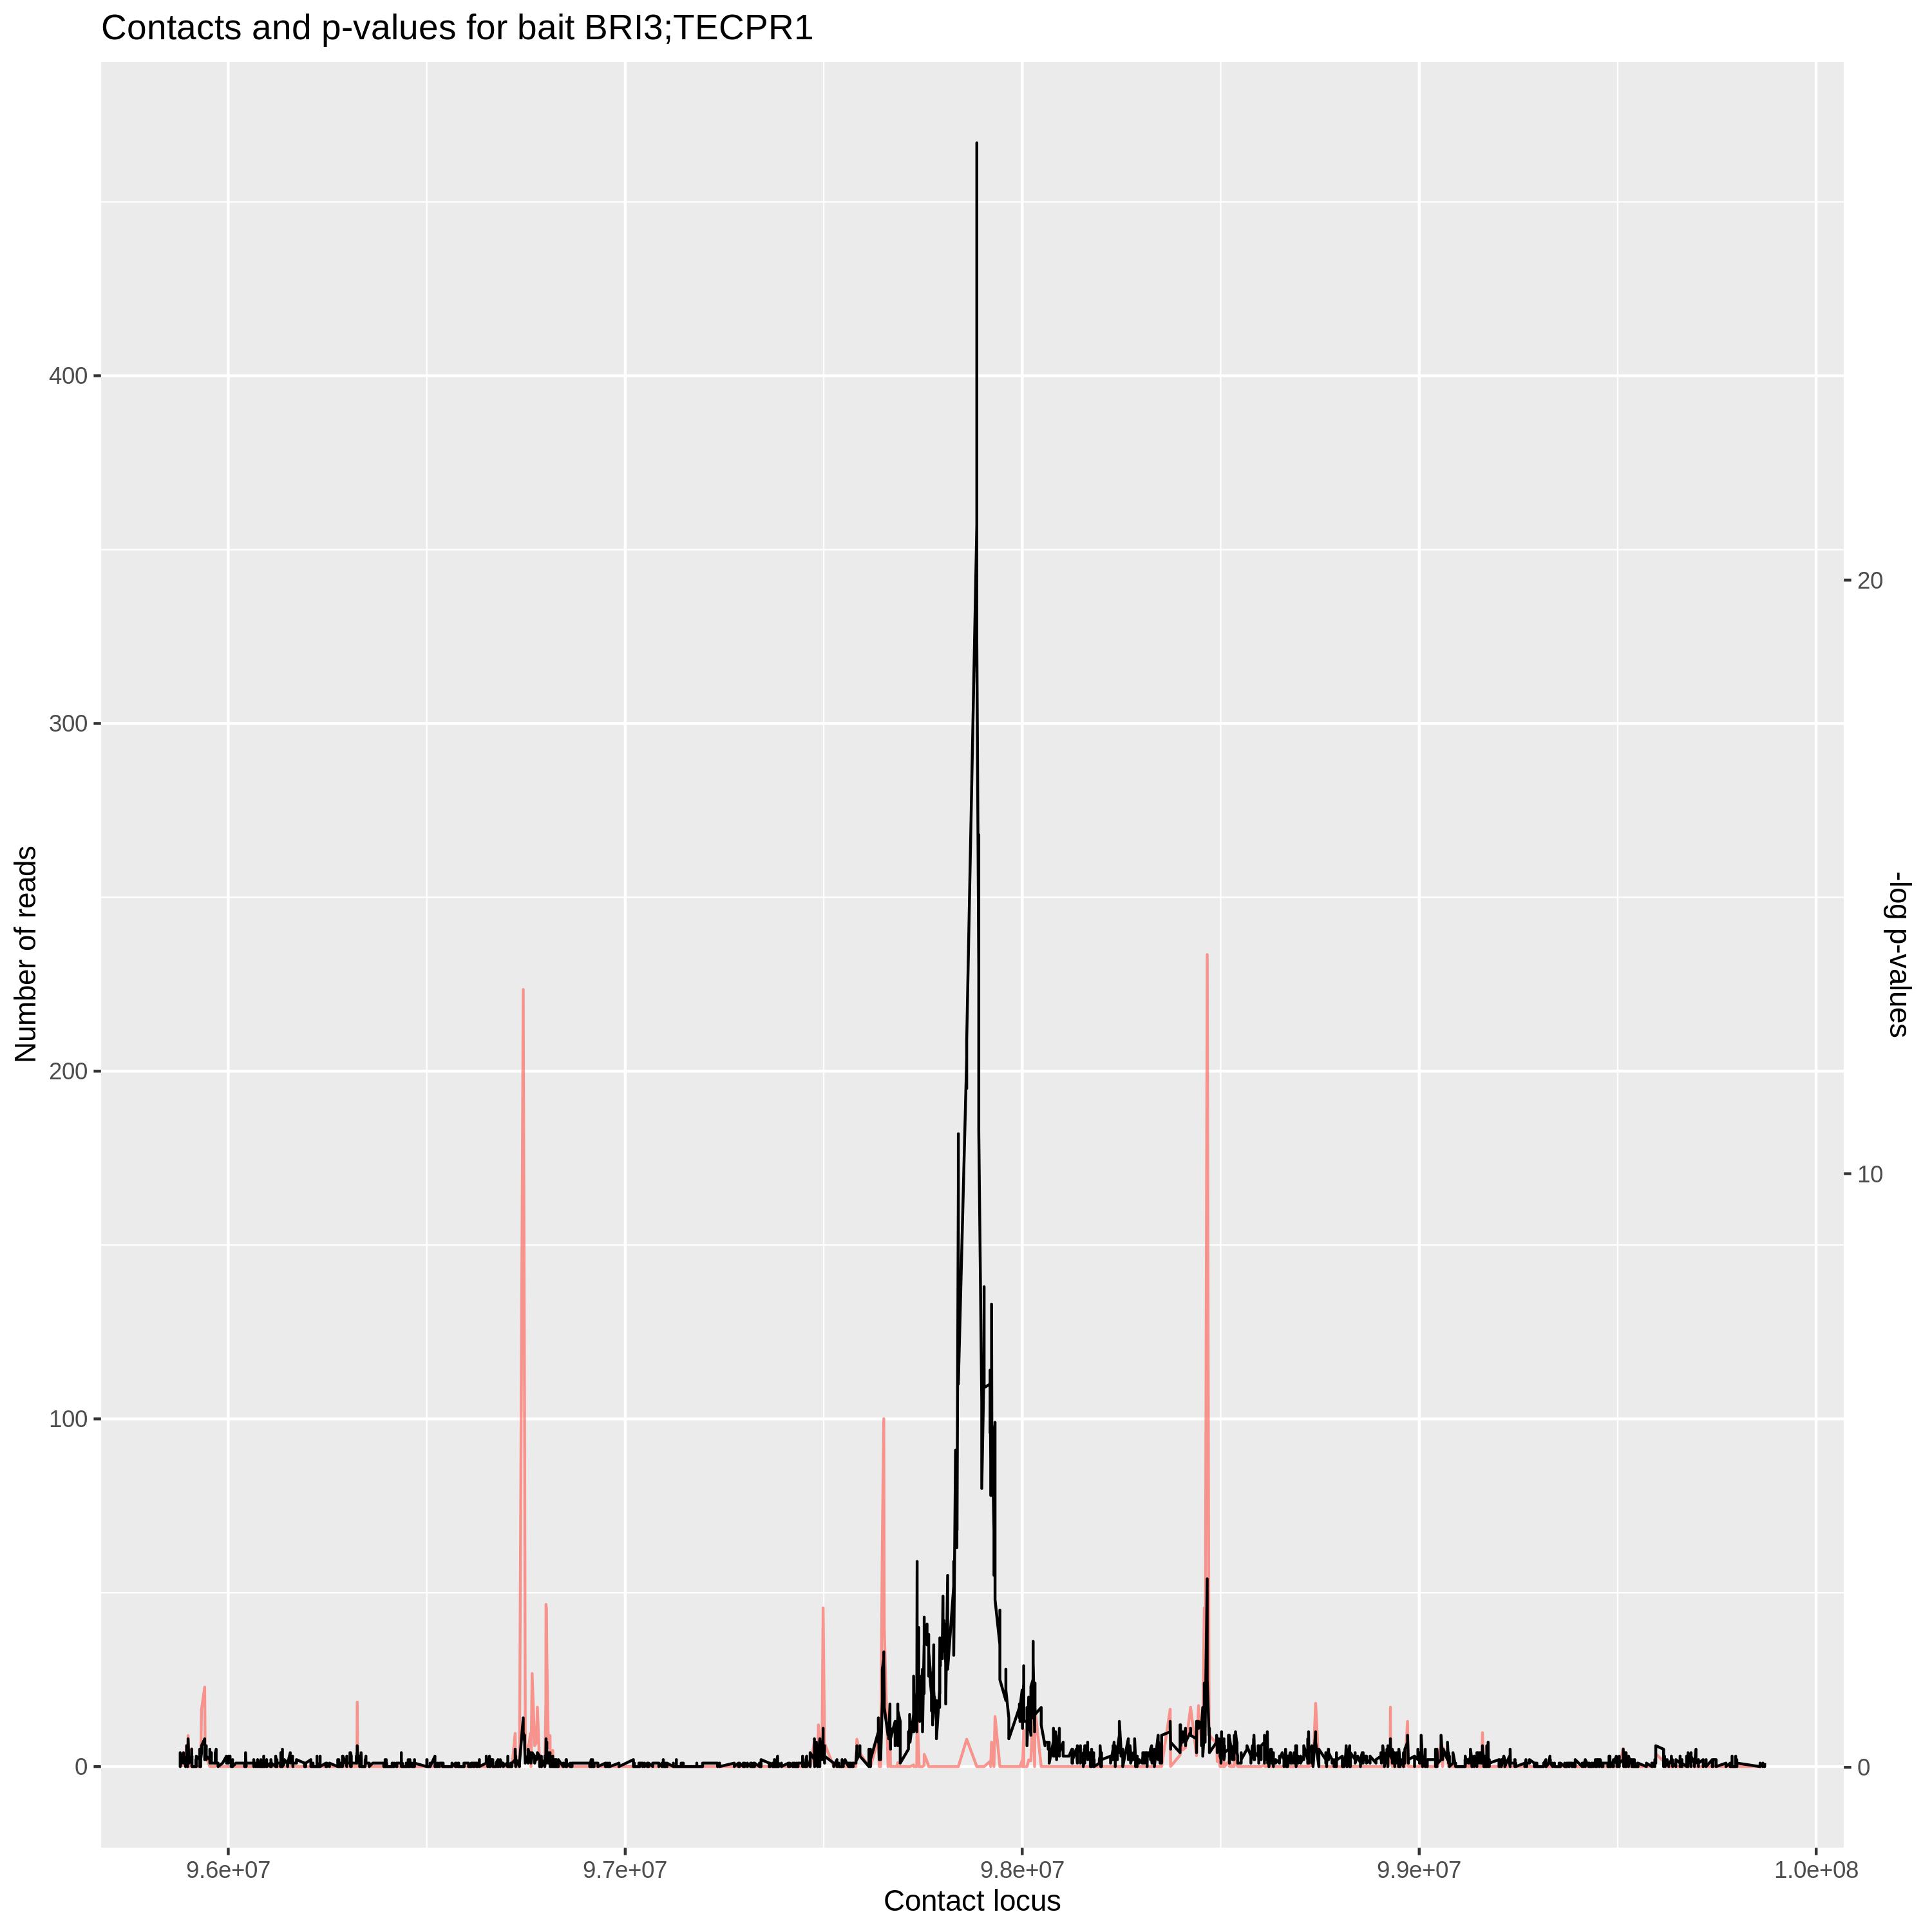 Contacts and p-values for bait BRI3;TECPR1
400
300
200
100
0
Number of reads
20
10
0
-log p-values
9.6e+07
9.7e+07
9.8e+07
9.9e+07
1.0e+08
Contact locus